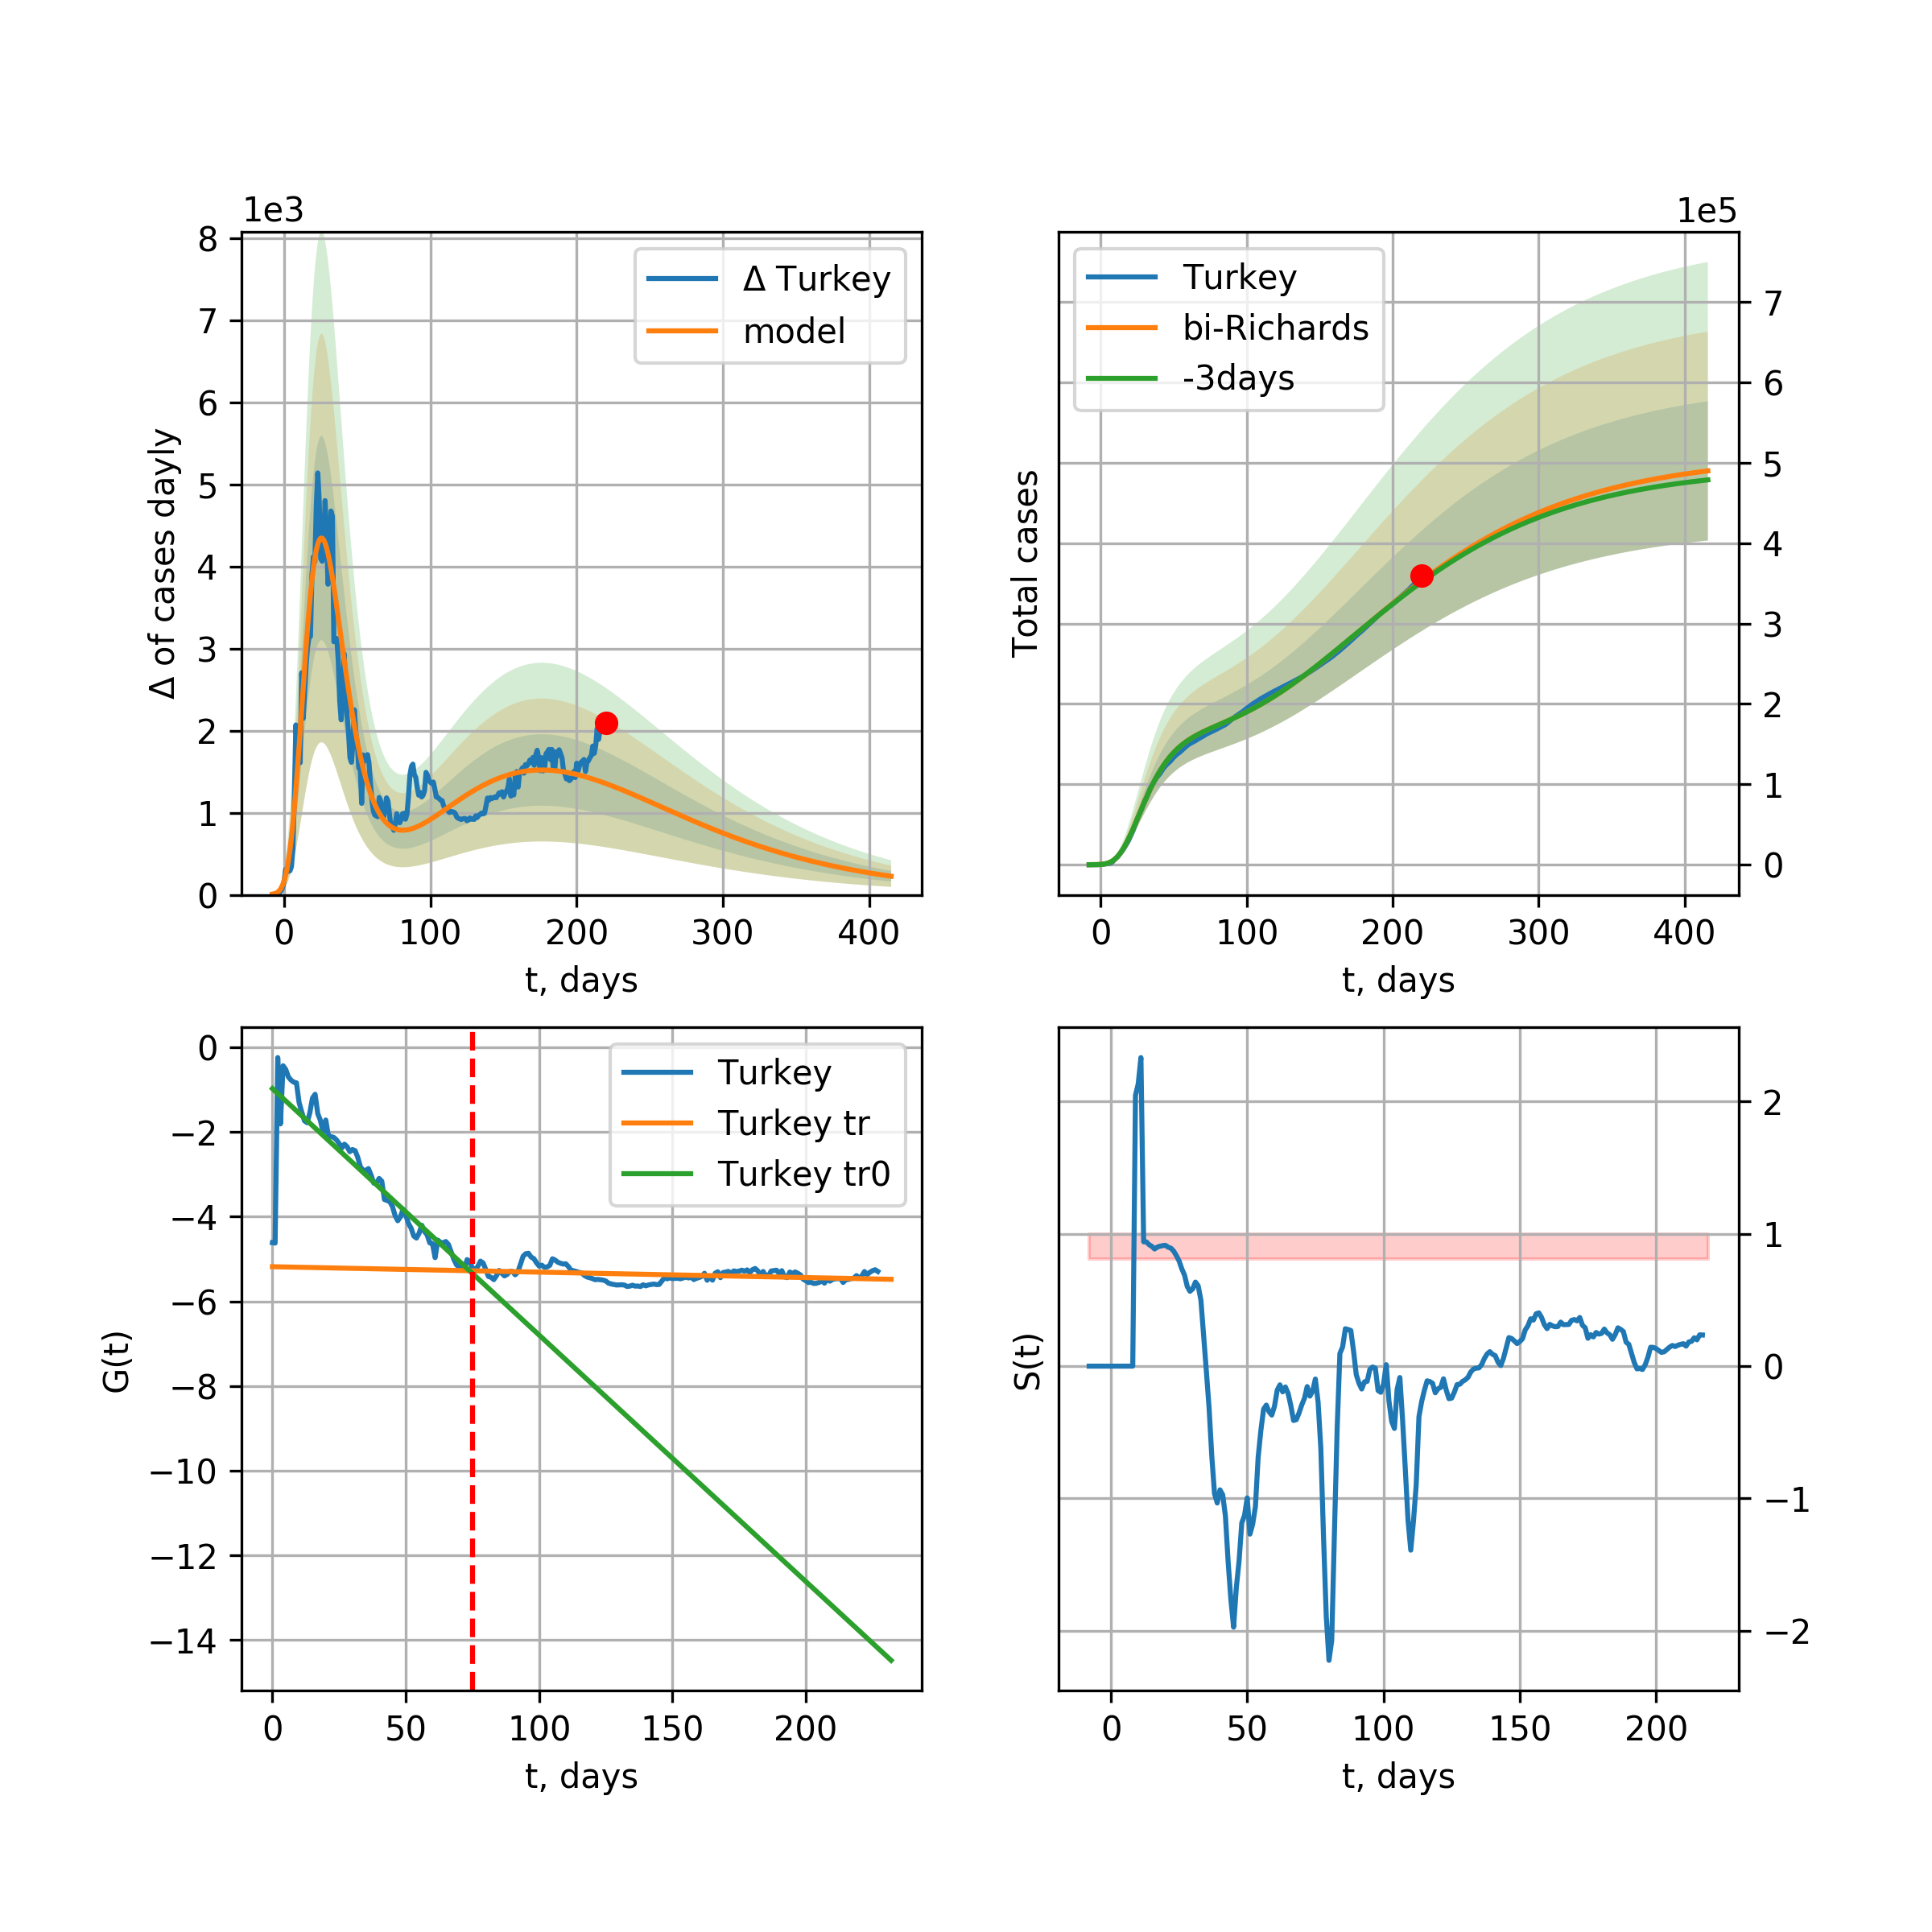 1e3
8
7
6
5
4
3
2
1
0
Δ of cases dayly
Δ Turkey
model
0 100 200 300 400
t, days
1e5
7
6
5
4
3
2
1
0
Total cases
Turkey
bi-Richards
-3days
0 100 200 300 400
t, days
0
−2
−4
−6
−8
−10
−12
−14
G(t)
Turkey
Turkey tr
Turkey tr0
0 50 100 150 200
t, days
2
1
0
−1
−2
S(t)
0 50 100 150 200
t, days